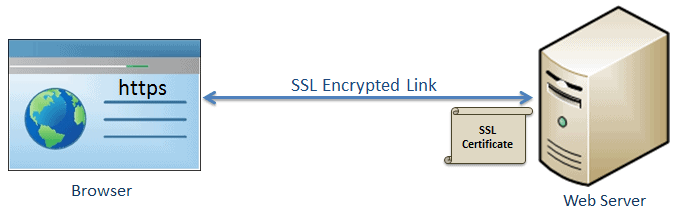 https
SSL Encrypted Link
SSL
Certificate
Browser
Web Server